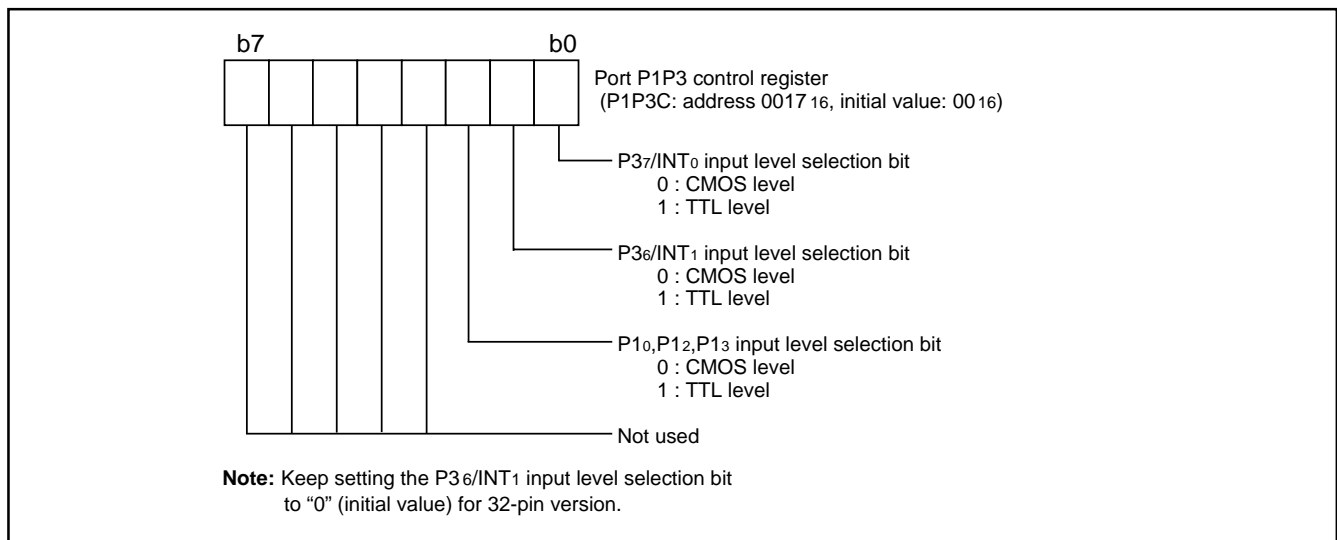 b7 b0
Port P1P3 control register
(P1P3C: address 0017 16, initial value: 00 16)
P37/INT0 input level selection bit
0 : CMOS level
1 : TTL level
P36/INT1 input level selection bit
0 : CMOS level
1 : TTL level
P10,P12,P13 input level selection bit
0 : CMOS level
1 : TTL level
Not used
Note: Keep setting the P36/INT1 input level selection bit
to “0” (initial value) for 32-pin version.